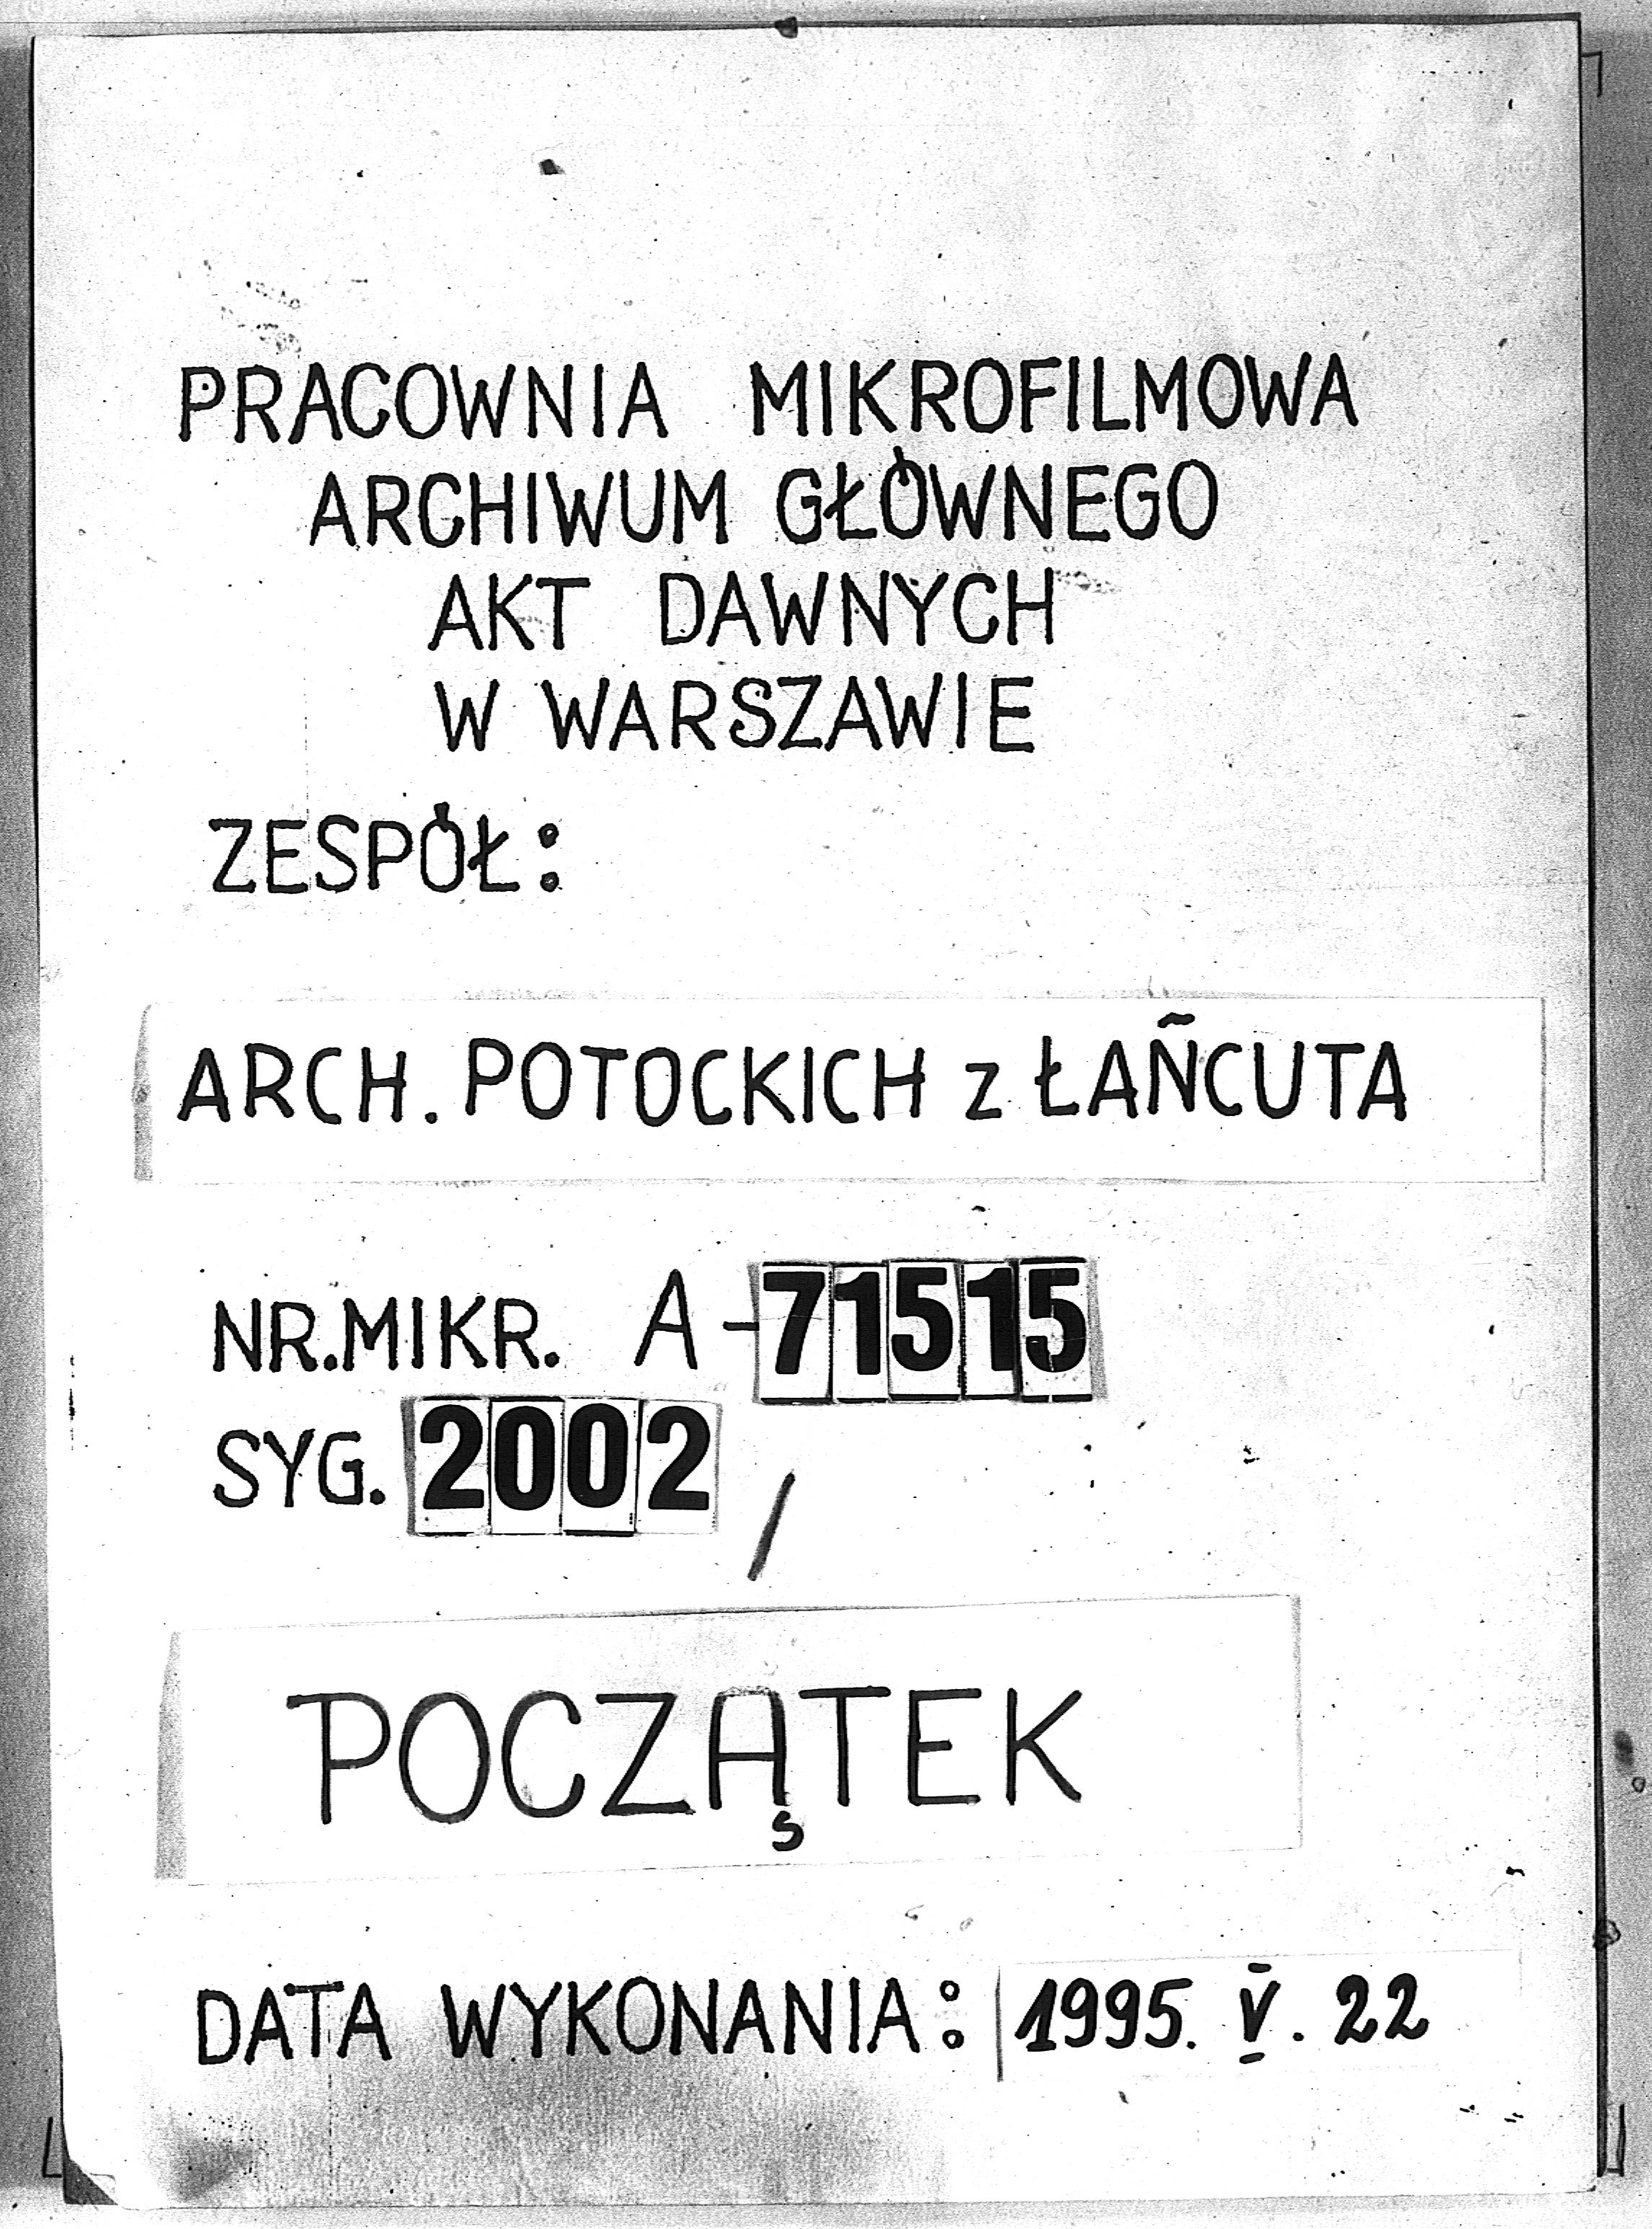 PRACOWNIA MIKROFILMOWA
ARCHIWUM GŁÓWNEGO
AKT DAWNYCH
W WARSZAWIE
ZESPÓŁ:
ARCH. POTOCKICH z ŁAŃCUTA
NR.MIKR. A-71515
SYG. 2002 /
POCZĄTEK
DATA WYKONANIA: 1995. V. 22